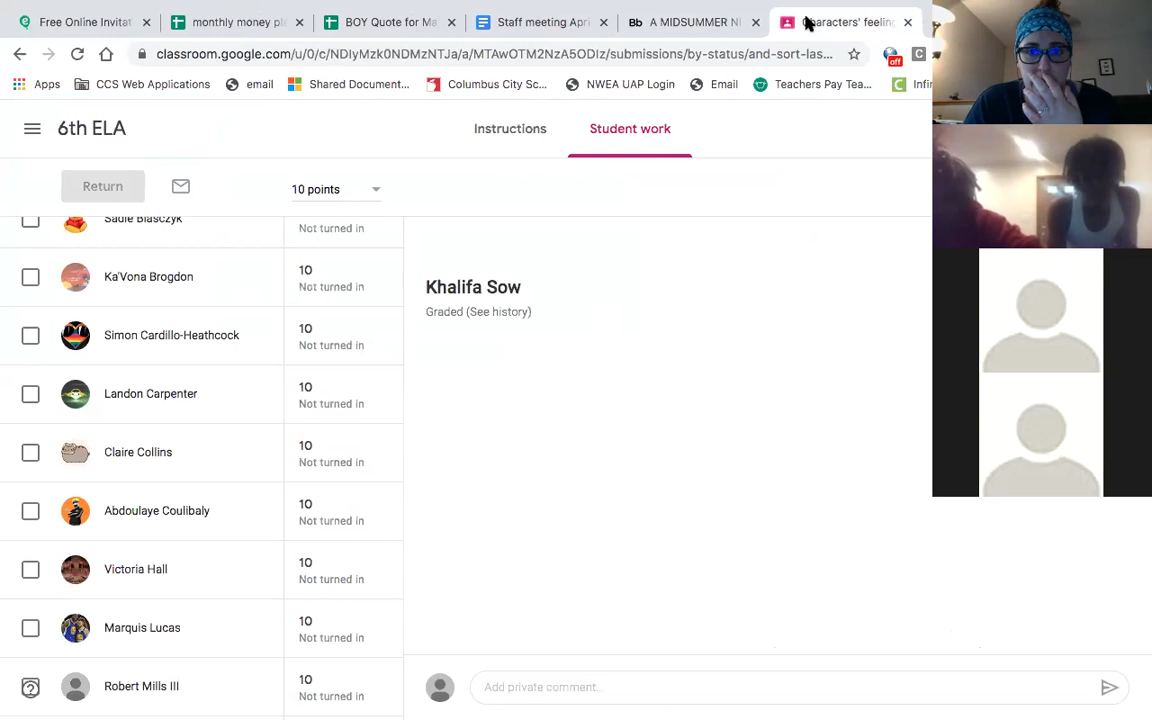 Free Online Invitat
monthly money pl
BOY Quote for Ma
Staff meeting Apri
Bb A MIDSUMMER NI
Characters' feeling
classroom.google.com/u/0/c/NDIyMzk0NDMzNTJa/a/MTAwOTM2NzA5ODIz/submissions/by-status/and-sort-las...
off
Apps
CCS Web Applications
email
Shared Document...
Columbus City Sc...
NWEA UAP Login
Email
Teachers Pay Tea...
Infin
6th ELA
Instructions
Student work
Return
10 points
Sadie Blasczyk
Not turned in
Ka'Vona Brogdon
10
Not turned in
Simon Cardillo-Heathcock
10
Not turned in
Landon Carpenter
10
Not turned in
Claire Collins
10
Not turned in
Abdoulaye Coulibaly
10
Not turned in
Victoria Hall
10
Not turned in
Marquis Lucas
10
Not turned in
Robert Mills III
10
Not turned in
Khalifa Sow
Graded (See history)
Add private comment...